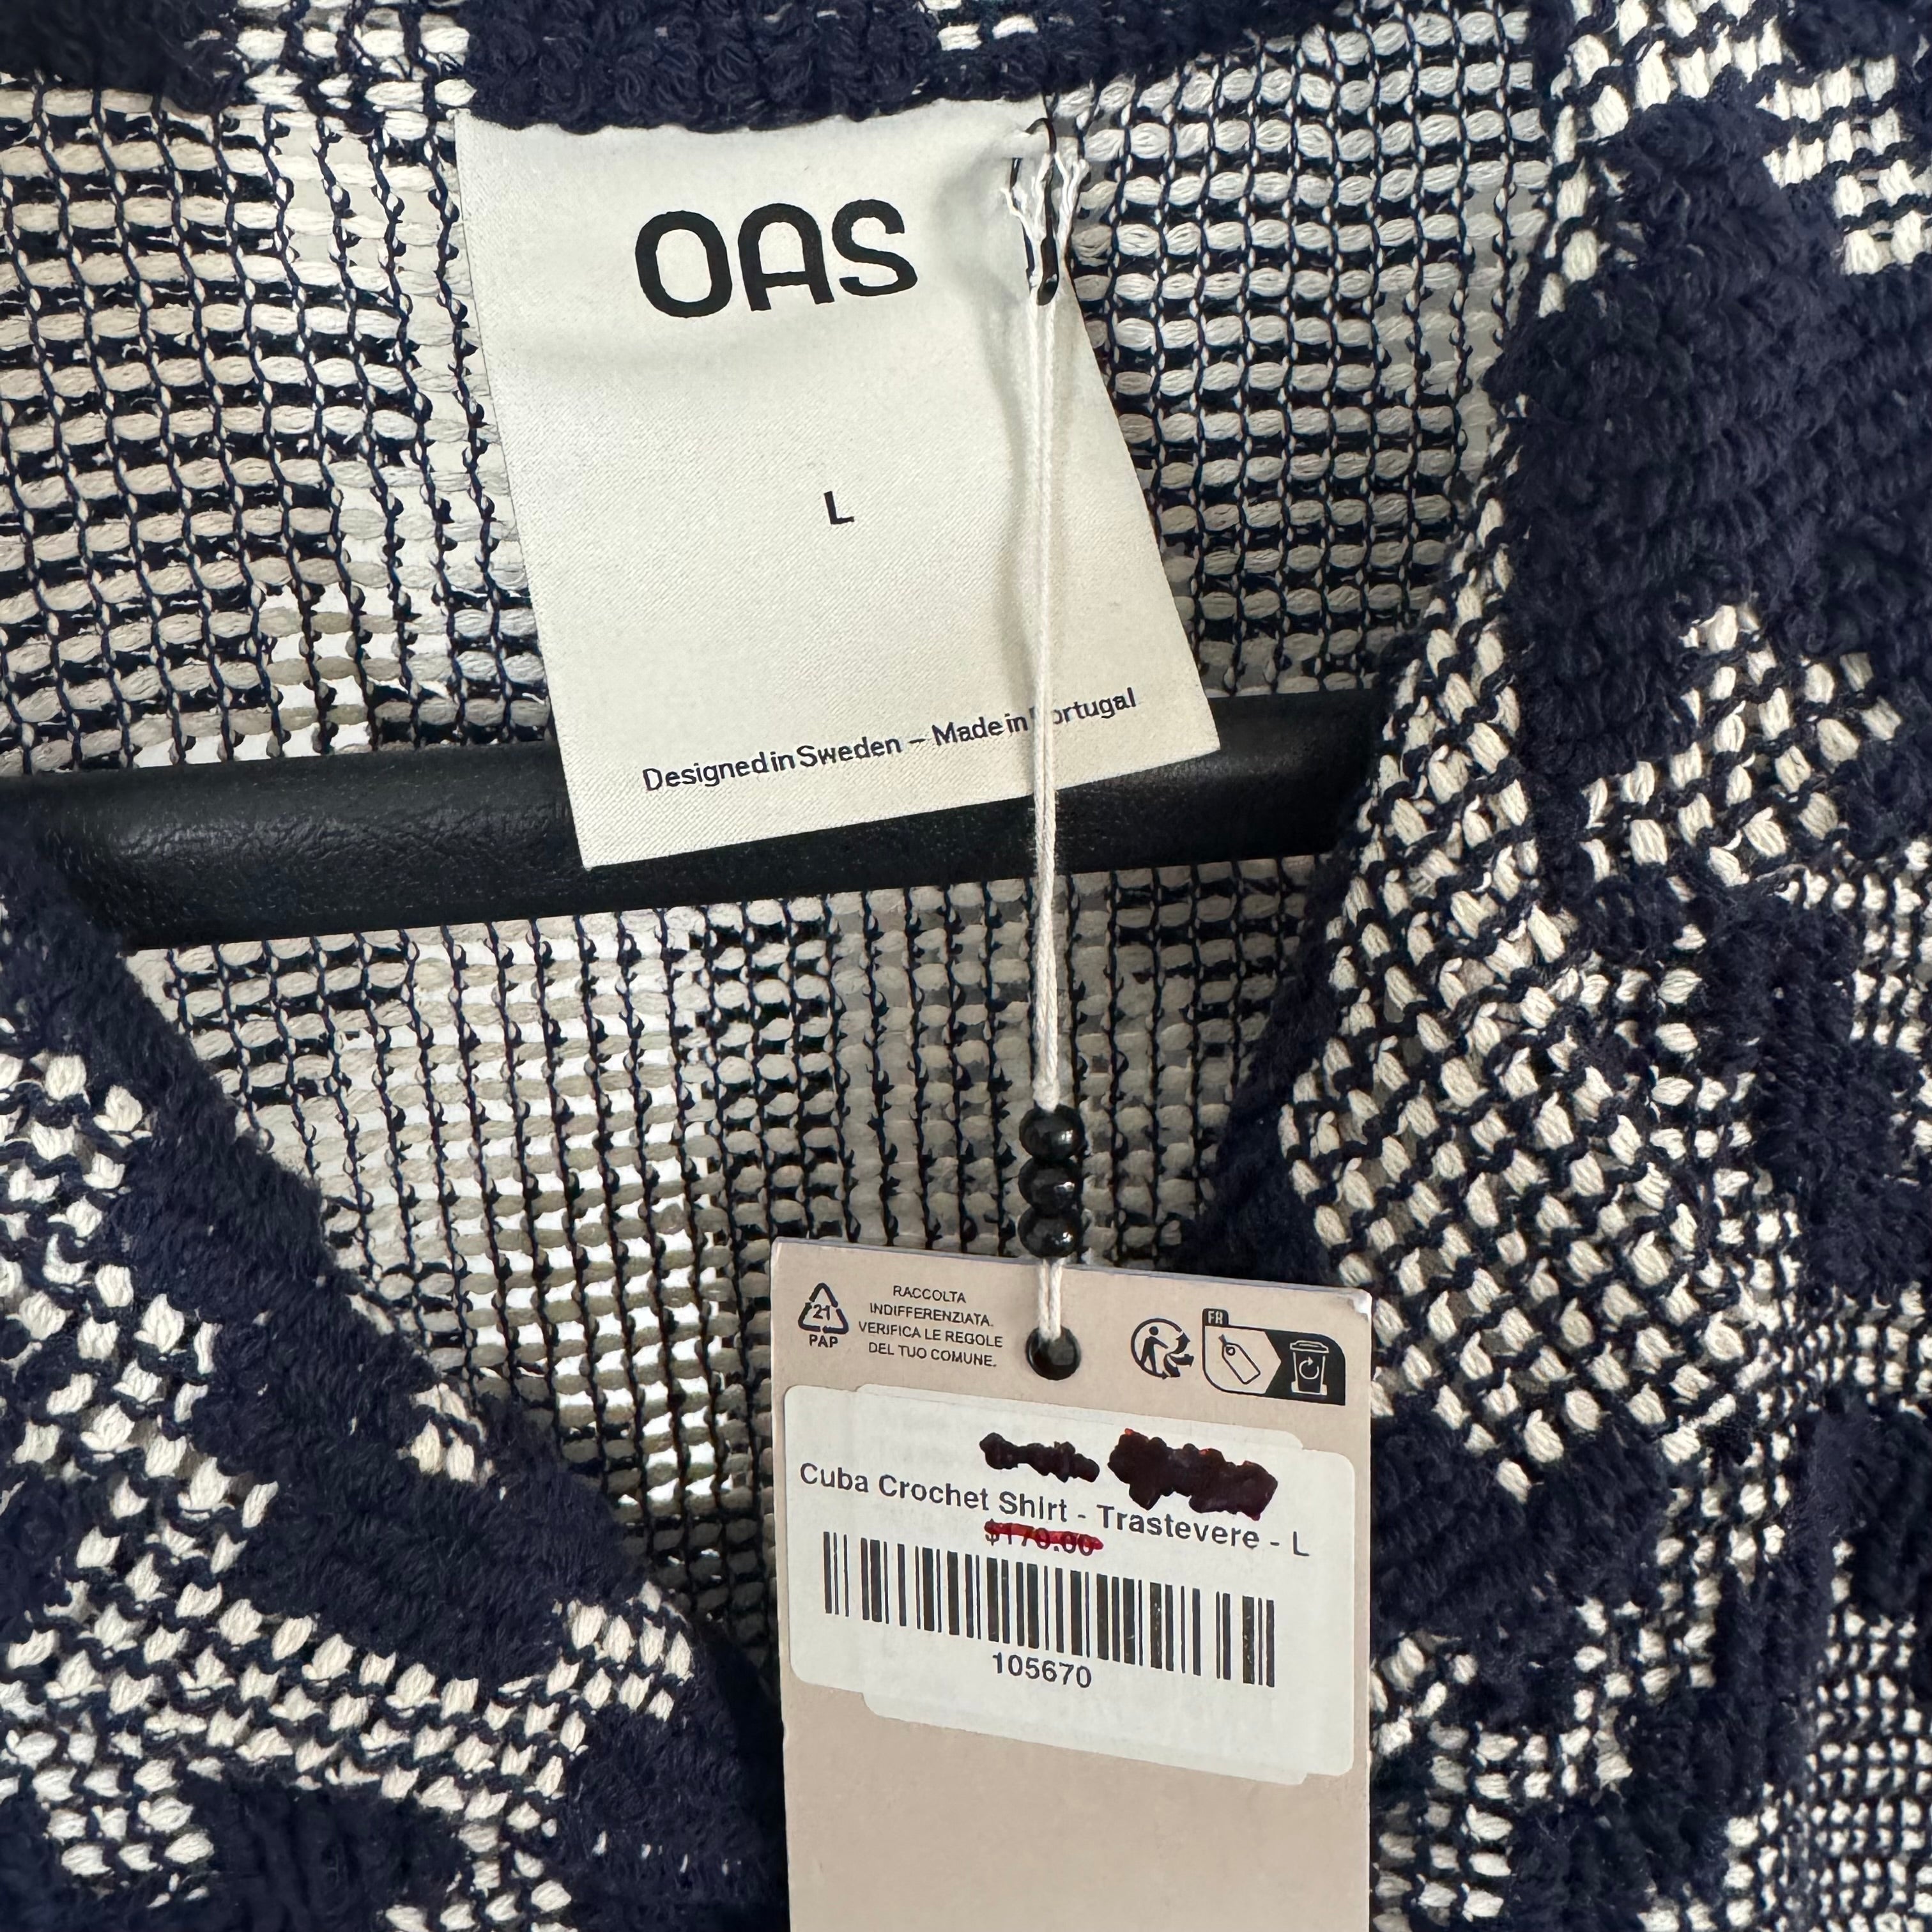 OAS
L
Designed in Sweden – Made in Portugal
21
PAP
RACCOLTA
INDIFFERENZIATA.
VERIFICA LE REGOLE
DEL TUO COMUNE.
FR
Cuba Crochet Shirt - Trastevere - L
$170.00
105670